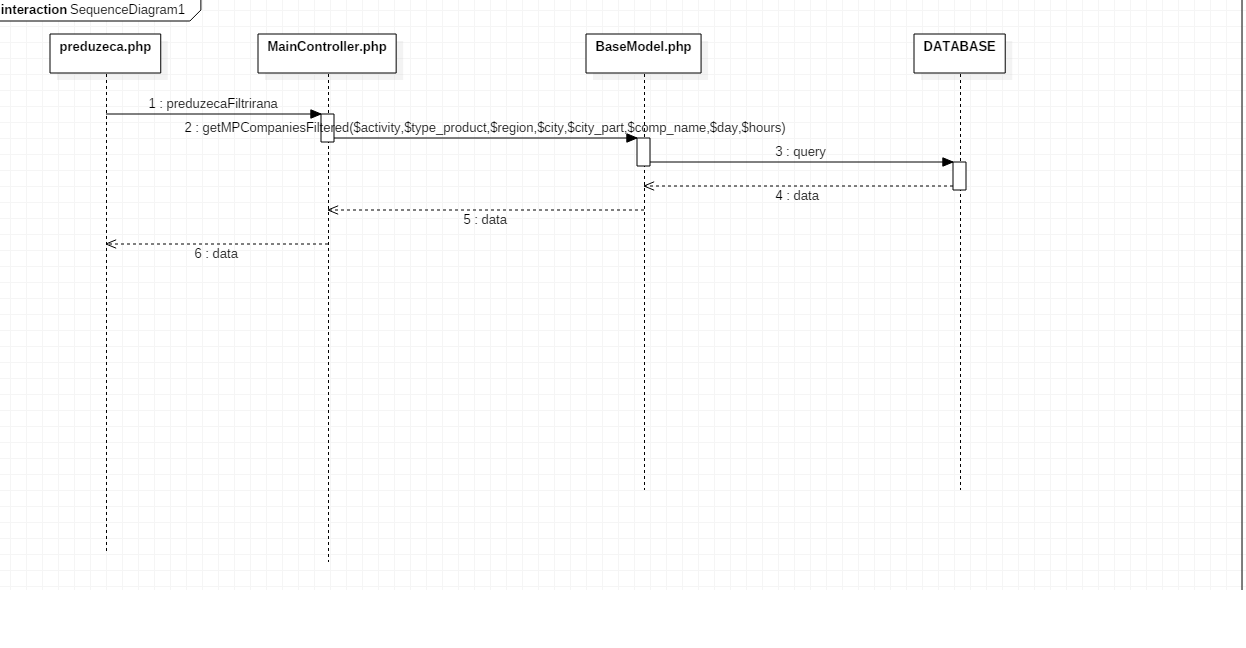 interaction SequenceDiagram1
preduzeca.php
MainController.php
BaseModel.php
DATABASE
1 : preduzecaFiltrirana
2 : getMPCompaniesFiltered($activity,$type_product,$region,$city,$city_part,$comp_name,$day,$hours)
3 : query
4 : data
5 : data
6 : data